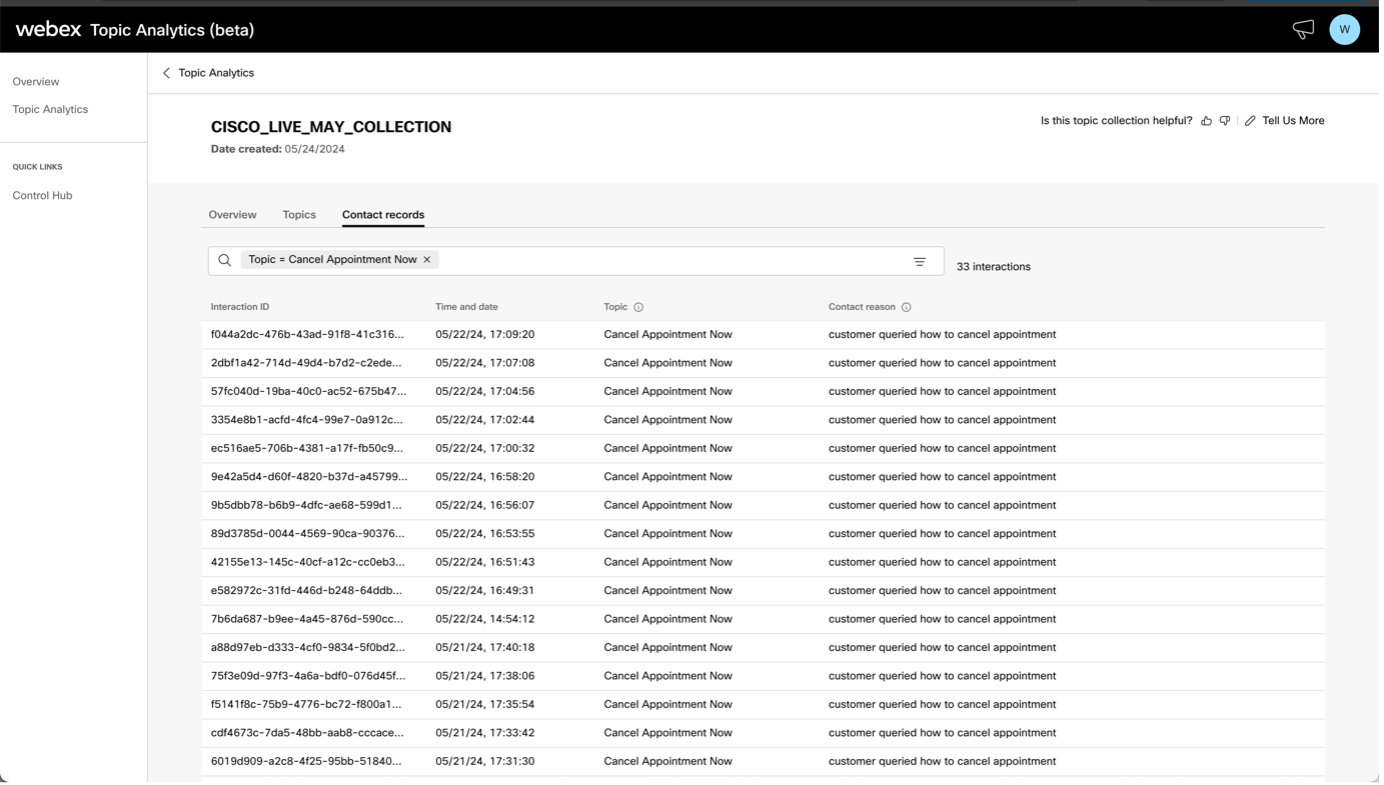 webex Topic Analytics (beta)
W
Overview
Topic Analytics
QUICK LINKS
Control Hub
Topic Analytics
CISCO_LIVE_MAY_COLLECTION
Date created: 05/24/2024
Is this topic collection helpful? | Tell Us More
Overview Topics Contact records
Topic = Cancel Appointment Now ×
33 interactions
Interaction ID Time and date Topic Contact reason
f044a2dc-476b-43ad-91f8-41c316... 05/22/24, 17:09:20 Cancel Appointment Now customer queried how to cancel appointment
2dbf1a42-714d-49d4-b7d2-c2ede... 05/22/24, 17:07:08 Cancel Appointment Now customer queried how to cancel appointment
57fc040d-19ba-40c0-ac52-675b47... 05/22/24, 17:04:56 Cancel Appointment Now customer queried how to cancel appointment
3354e8b1-acfd-4fc4-99e7-0a912c... 05/22/24, 17:02:44 Cancel Appointment Now customer queried how to cancel appointment
ec516ae5-706b-4381-a17f-fb50c9... 05/22/24, 17:00:32 Cancel Appointment Now customer queried how to cancel appointment
9e42a5d4-d60f-4820-b37d-a45799... 05/22/24, 16:58:20 Cancel Appointment Now customer queried how to cancel appointment
9b5dbb78-b6b9-4dfc-ae68-599d1... 05/22/24, 16:56:07 Cancel Appointment Now customer queried how to cancel appointment
89d3785d-0044-4569-90ca-90376... 05/22/24, 16:53:55 Cancel Appointment Now customer queried how to cancel appointment
42155e13-145c-40cf-a12c-cc0eb3... 05/22/24, 16:51:43 Cancel Appointment Now customer queried how to cancel appointment
e582972c-31fd-446d-b248-64ddb... 05/22/24, 16:49:31 Cancel Appointment Now customer queried how to cancel appointment
7b6da687-b9ee-4a45-876d-590cc... 05/22/24, 14:54:12 Cancel Appointment Now customer queried how to cancel appointment
a88d97eb-d333-4cf0-9834-5f0bd2... 05/21/24, 17:40:18 Cancel Appointment Now customer queried how to cancel appointment
75f3e09d-97f3-4a6a-bdf0-076d45f... 05/21/24, 17:38:06 Cancel Appointment Now customer queried how to cancel appointment
f5141f8c-75b9-4776-bc72-f800a1... 05/21/24, 17:35:54 Cancel Appointment Now customer queried how to cancel appointment
cdf4673c-7da5-48bb-aab8-cccace... 05/21/24, 17:33:42 Cancel Appointment Now customer queried how to cancel appointment
6019d909-a2c8-4f25-95bb-51840... 05/21/24, 17:31:30 Cancel Appointment Now customer queried how to cancel appointment